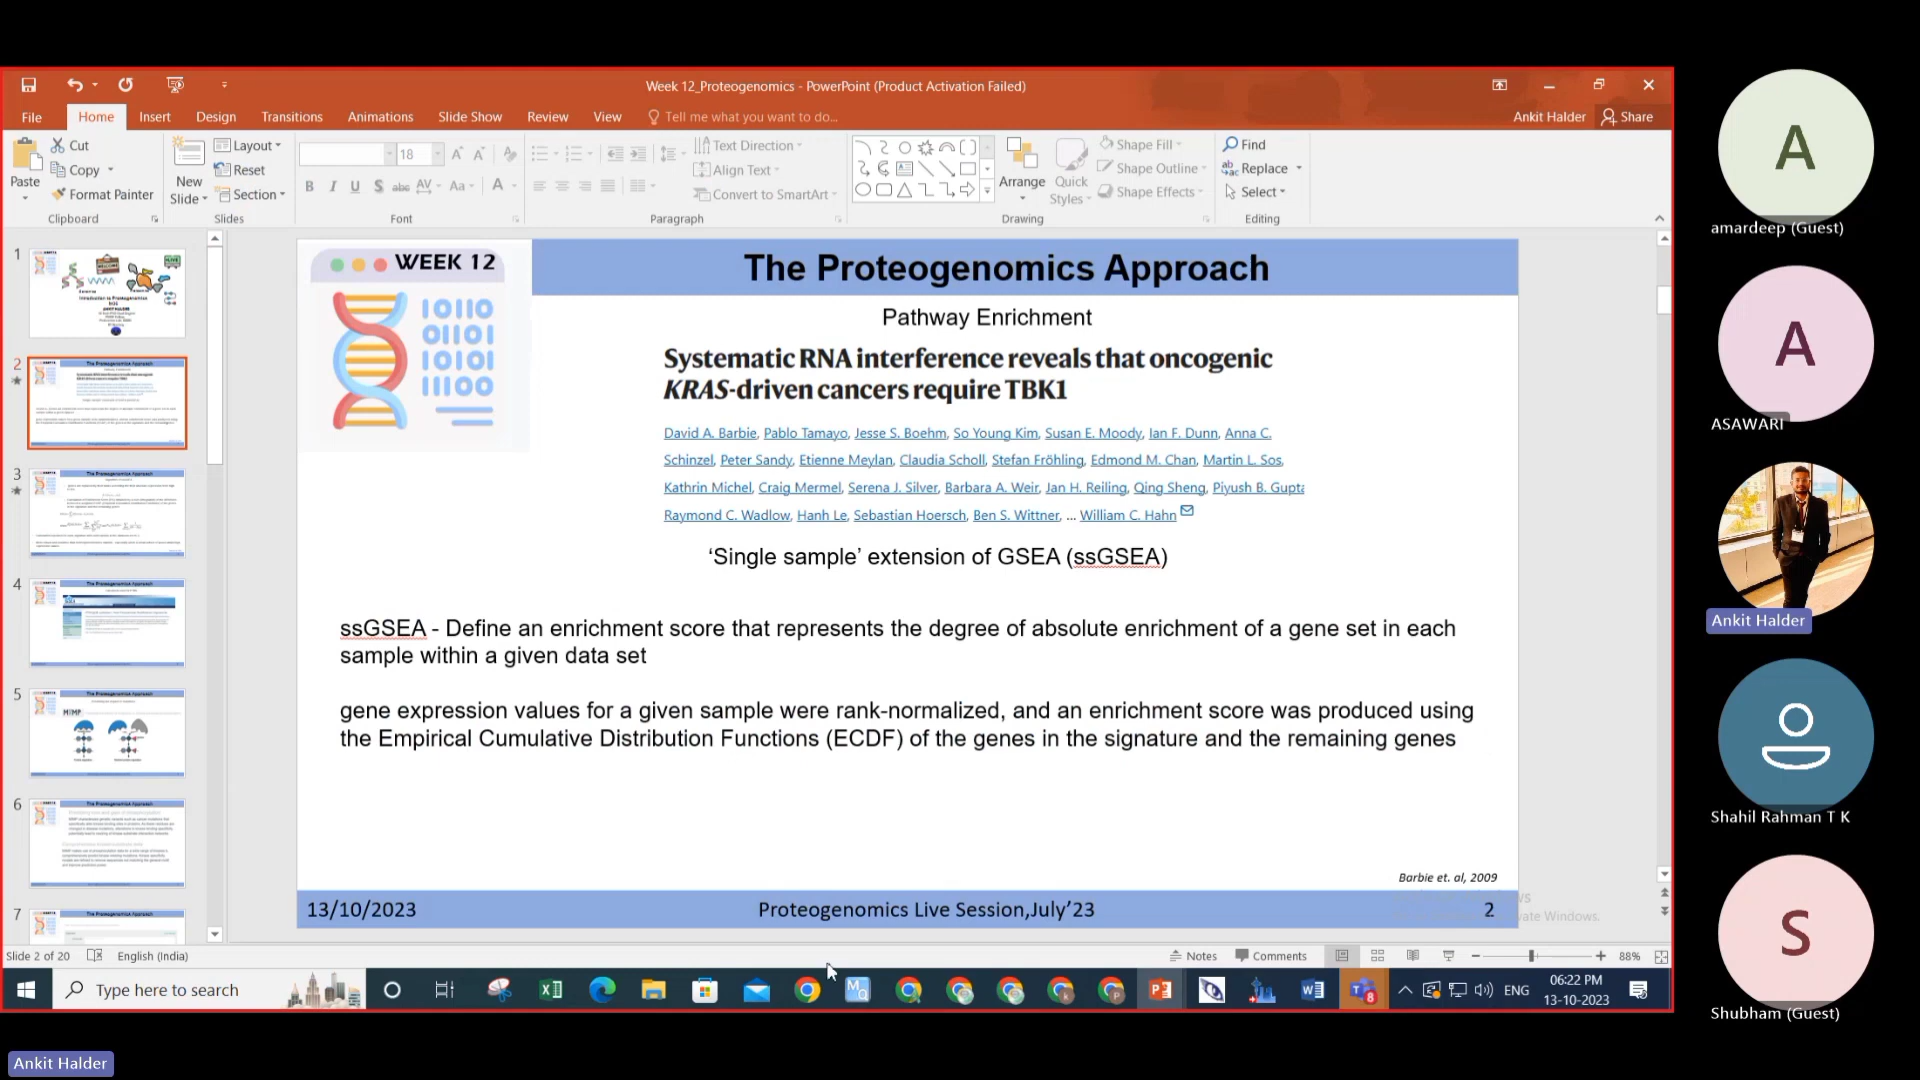 Week 12_Proteogenomics - PowerPoint (Product Activation Failed)
File Home Insert Design Transitions Animations Slide Show Review View Tell me what you want to do... Ankit Halder Share
Paste
Cut
Copy
Format Painter
Clipboard
New Slide
Layout
Reset
Section
Slides
18
Font
Text Direction
Align Text
Convert to SmartArt
Paragraph
Arrange
Quick Styles
Shape Fill
Shape Outline
Shape Effects
Drawing
Find
Replace
Select
Editing
1
2
3
4
5
6
7
WEEK 12
10110
01101
10101
11100
The Proteogenomics Approach
Pathway Enrichment
Systematic RNA interference reveals that oncogenic
KRAS-driven cancers require TBK1
David A. Barbie, Pablo Tamayo, Jesse S. Boehm, So Young Kim, Susan E. Moody, Ian F. Dunn, Anna C.
Schinzel, Peter Sandy, Etienne Meylan, Claudia Scholl, Stefan Fröhling, Edmond M. Chan, Martin L. Sos,
Kathrin Michel, Craig Mermel, Serena J. Silver, Barbara A. Weir, Jan H. Reiling, Qing Sheng, Piyush B. Gupta
Raymond C. Wadlow, Hanh Le, Sebastian Hoersch, Ben S. Wittner, ... William C. Hahn
‘Single sample’ extension of GSEA (ssGSEA)
ssGSEA - Define an enrichment score that represents the degree of absolute enrichment of a gene set in each
sample within a given data set
gene expression values for a given sample were rank-normalized, and an enrichment score was produced using
the Empirical Cumulative Distribution Functions (ECDF) of the genes in the signature and the remaining genes
Barbie et. al, 2009
13/10/2023 Proteogenomics Live Session,July’23 2
Slide 2 of 20 English (India) Notes Comments 88%
Type here to search
ENG
06:22 PM
13-10-2023
A
amardeep (Guest)
A
ASAWARI
Ankit Halder
Shahil Rahman T K
S
Shubham (Guest)
Ankit Halder